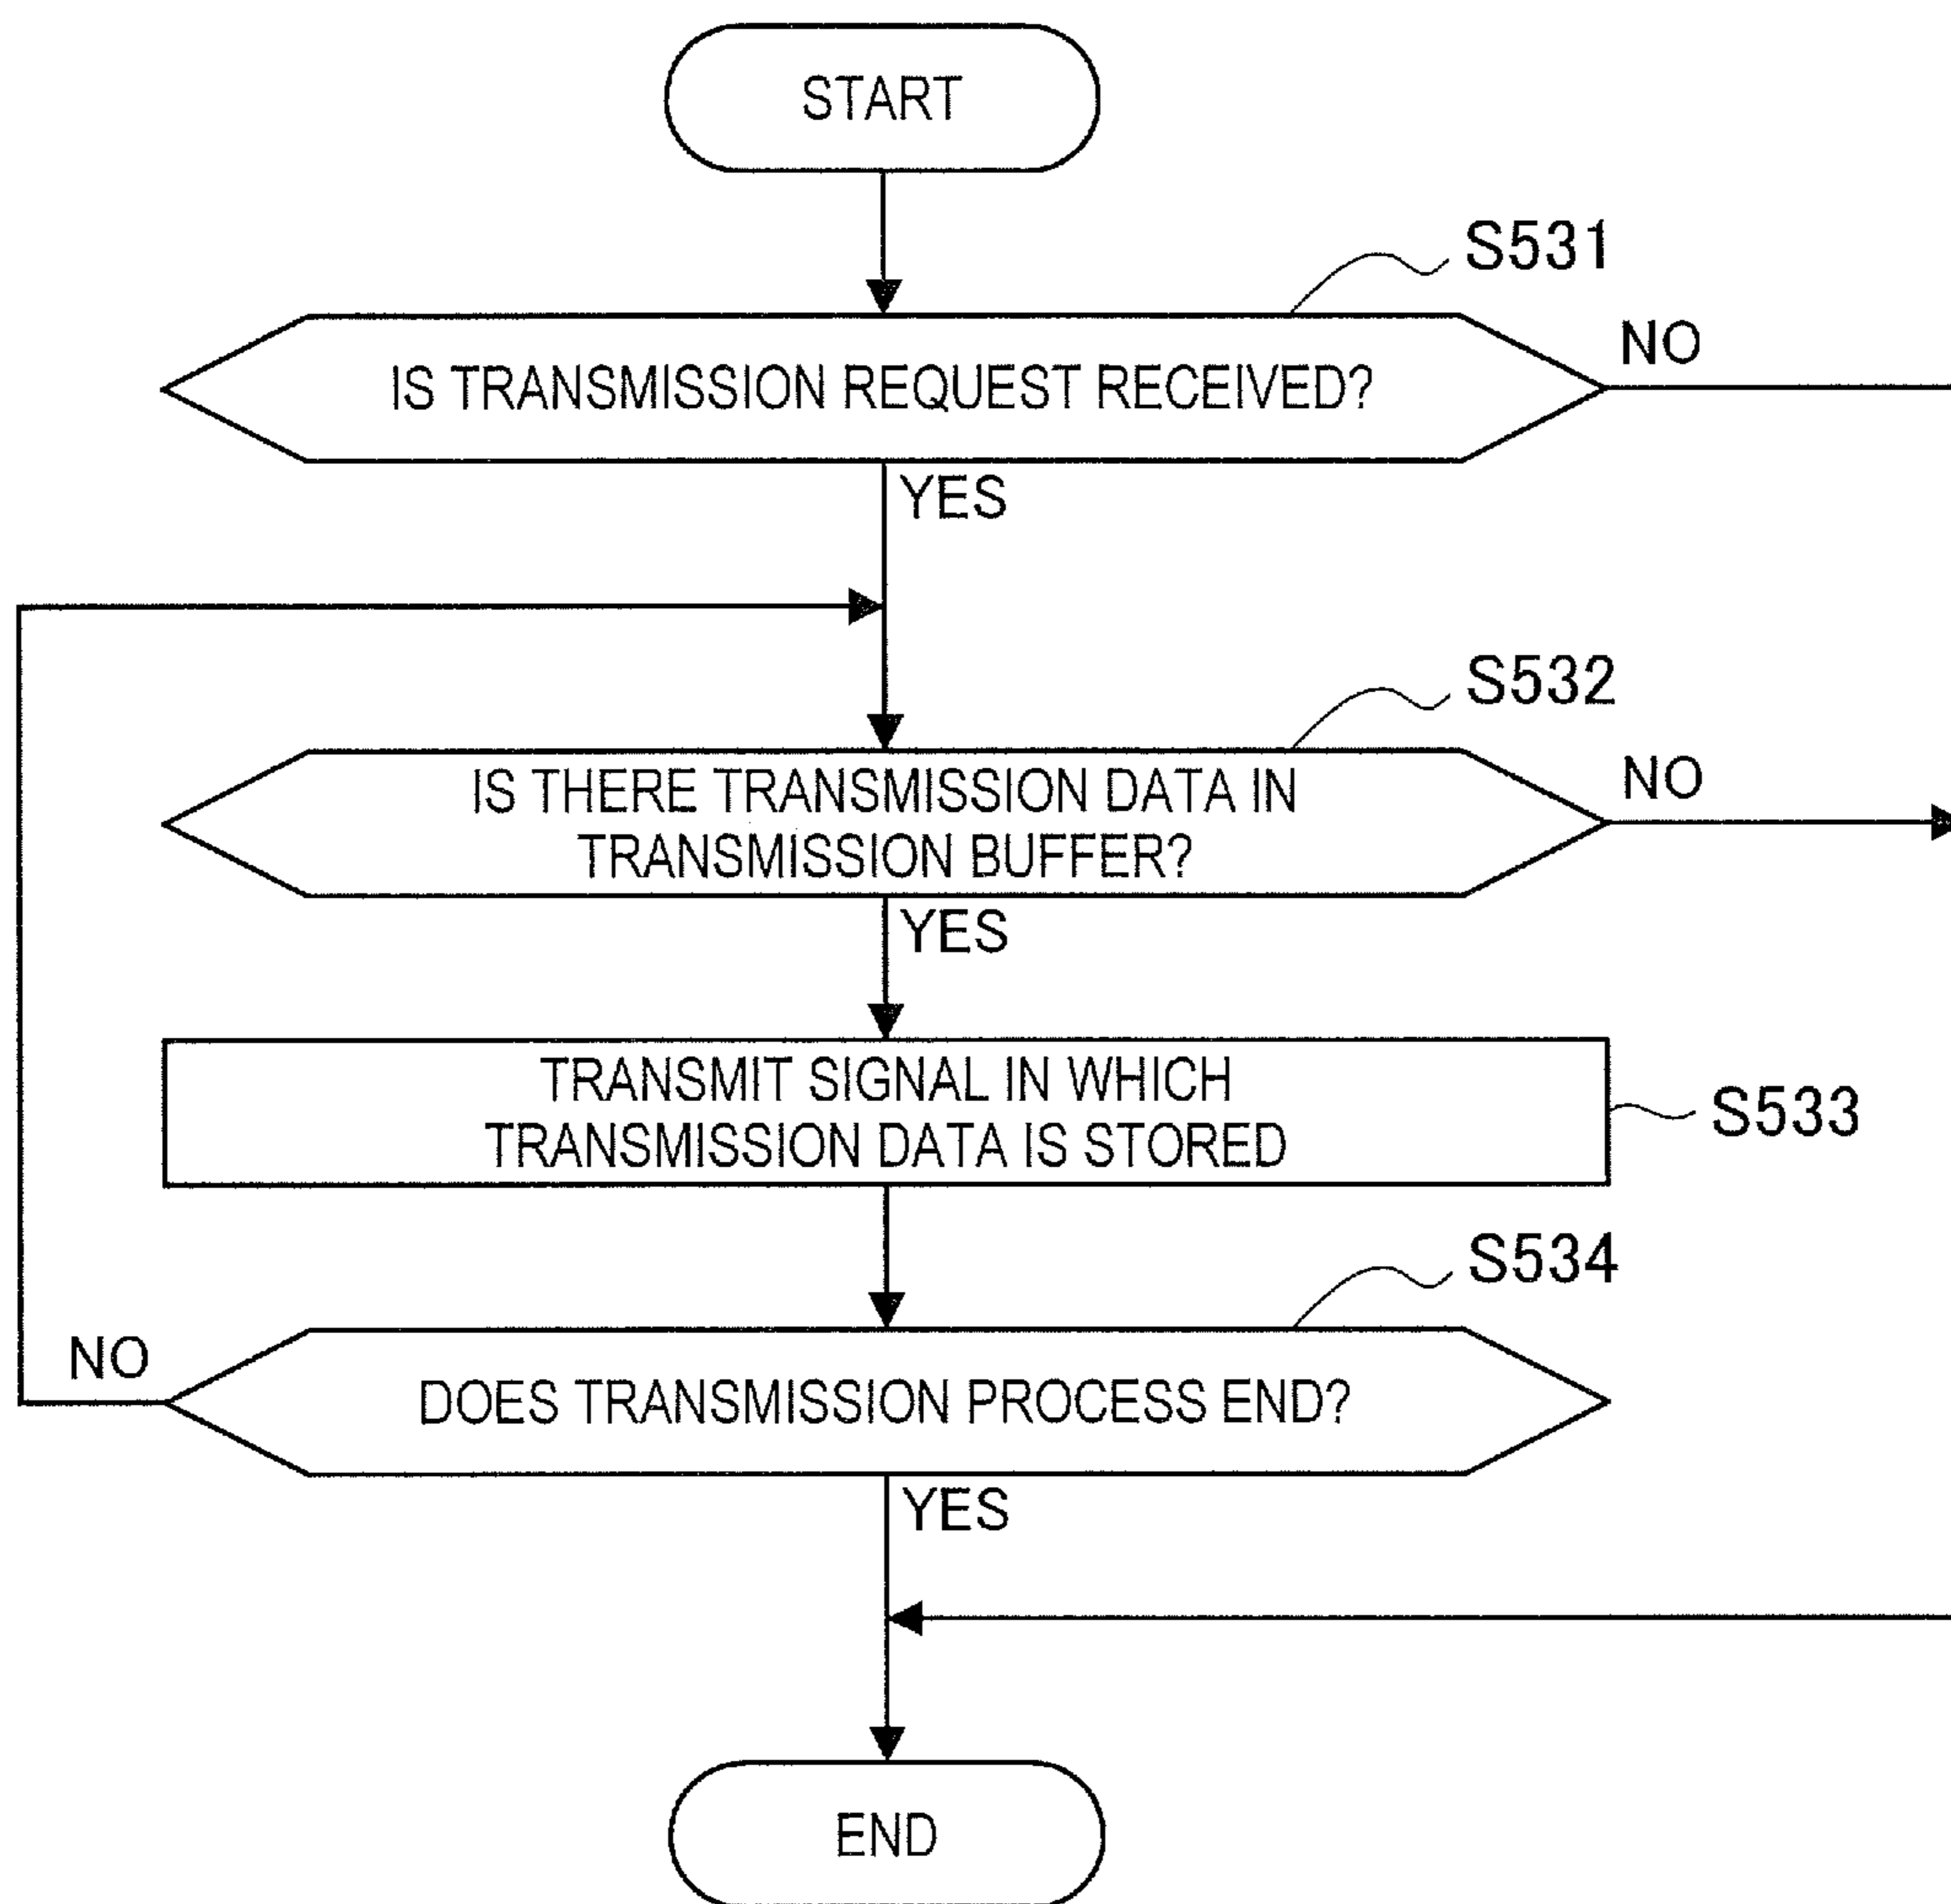 START
S531
IS TRANSMISSION REQUEST RECEIVED?
NO
YES
S532
IS THERE TRANSMISSION DATA IN
TRANSMISSION BUFFER?
NO
YES
TRANSMIT SIGNAL IN WHICH
TRANSMISSION DATA IS STORED
S533
S534
NO
DOES TRANSMISSION PROCESS END?
YES
END